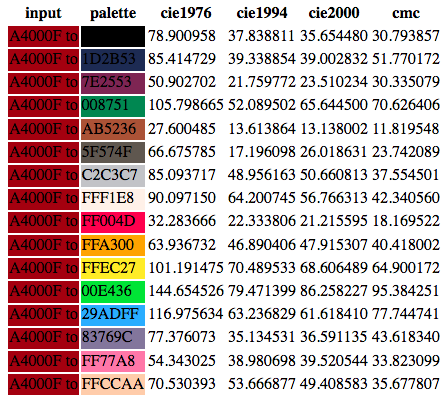 input palette cie1976 cie1994 cie2000 cmc
A4000F to 78.900958 37.838811 35.654480 30.793857
A4000F to 1D2B53 85.414729 39.338854 39.002832 51.770172
A4000F to 7E2553 50.902702 21.759772 23.510234 30.335079
A4000F to 008751 105.798665 52.089502 65.644500 70.626406
A4000F to AB5236 27.600485 13.613864 13.138002 11.819548
A4000F to 5F574F 66.675785 17.196098 26.018631 23.742089
A4000F to C2C3C7 85.093717 48.956163 50.660813 37.554501
A4000F to FFF1E8 90.097150 64.200745 56.766313 42.340560
A4000F to FF004D 32.283666 22.333806 21.215595 18.169522
A4000F to FFA300 63.936732 46.890406 47.915307 40.418002
A4000F to FFEC27 101.191475 70.489533 68.606489 64.900172
A4000F to 00E436 144.654526 79.471399 86.258227 95.384251
A4000F to 29ADFF 116.975634 63.236829 61.618410 77.744741
A4000F to 83769C 77.376073 35.134531 36.591135 43.618340
A4000F to FF77A8 54.343025 38.980698 39.520544 33.823099
A4000F to FFCCAA 70.530393 53.666877 49.408583 35.677807